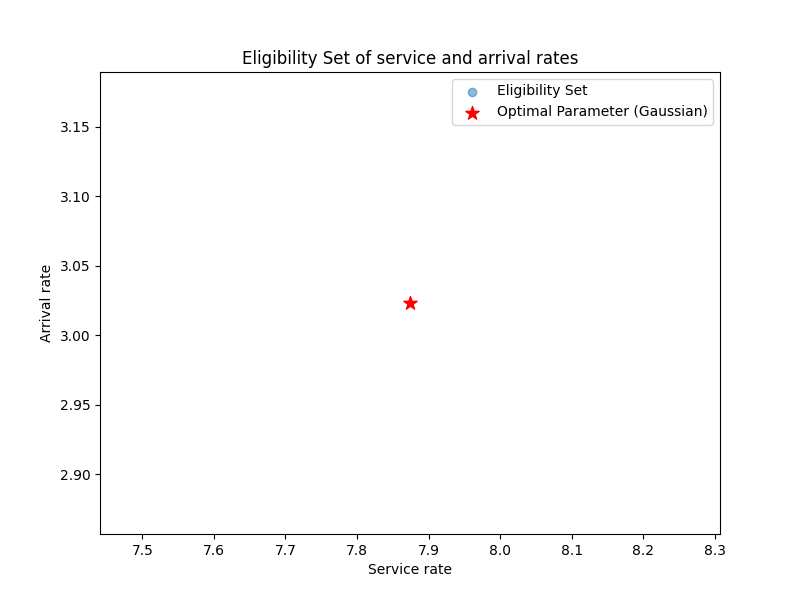 Eligibility Set of service and arrival rates
Eligibility Set
Optimal Parameter (Gaussian)
Arrival rate
3.15
3.10
3.05
3.00
2.95
2.90
7.5 7.6 7.7 7.8 7.9 8.0 8.1 8.2 8.3
Service rate